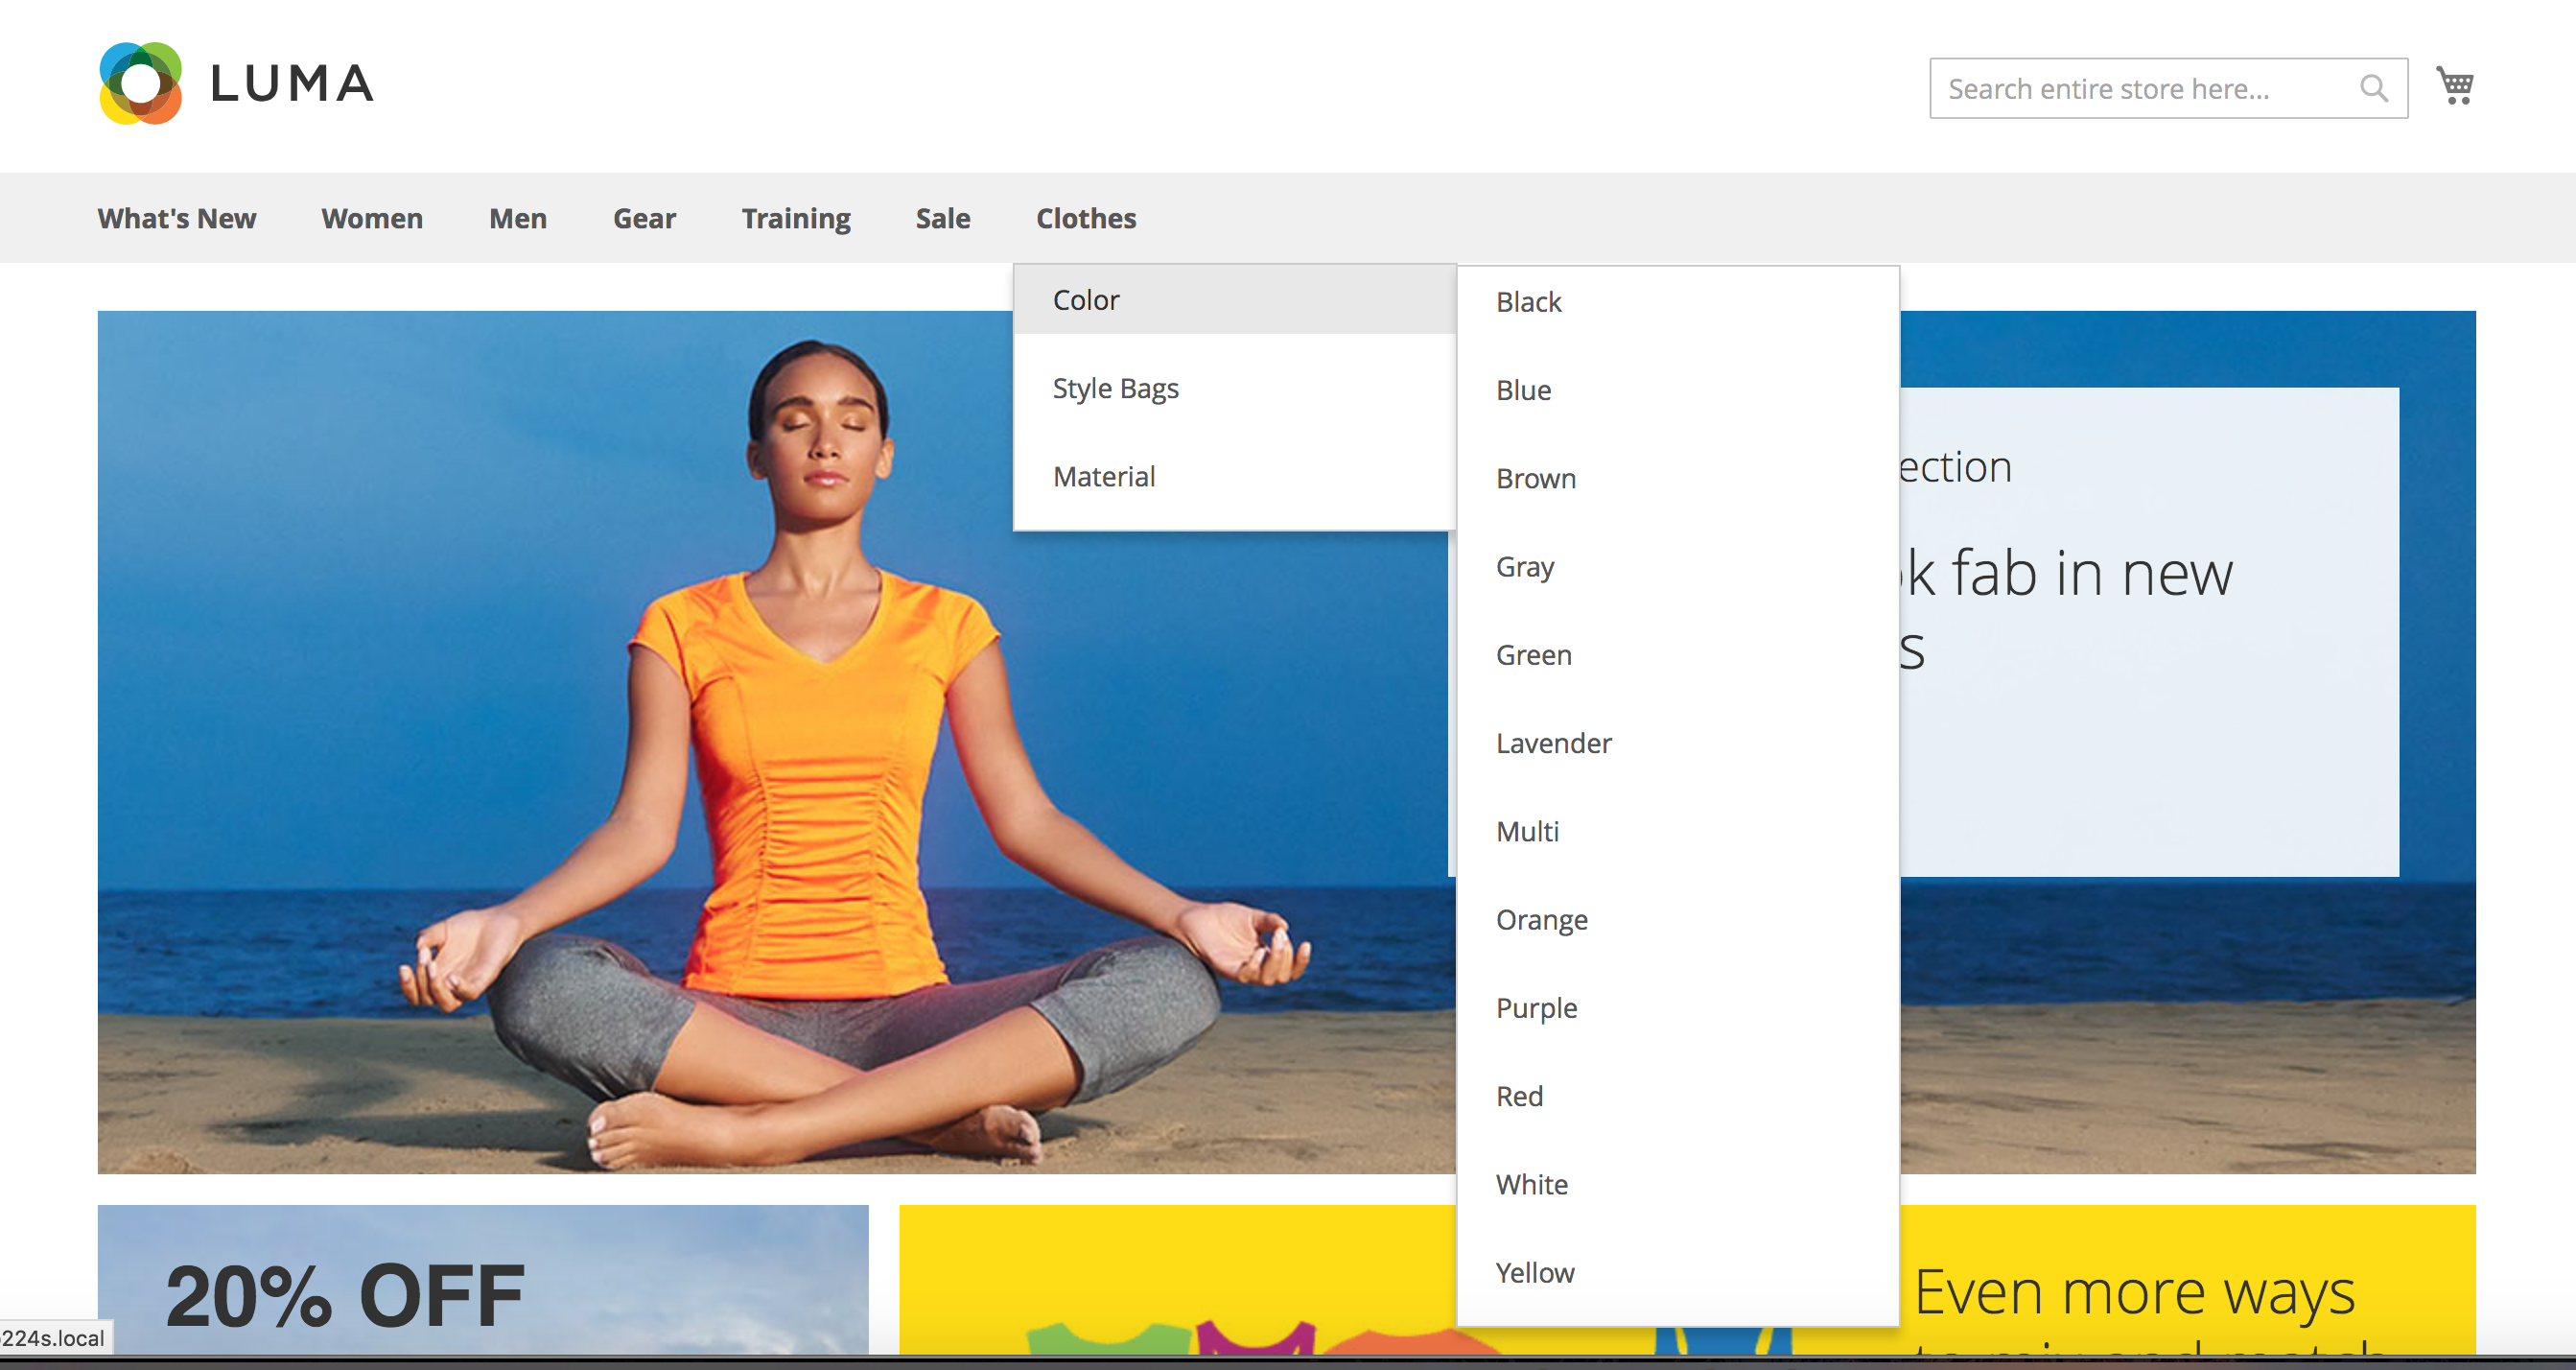 LUMA
Search entire store here...
What's New Women Men Gear Training Sale Clothes
Color
Style Bags
Material
Black
Blue
Brown
Gray
Green
Lavender
Multi
Orange
Purple
Red
White
Yellow
fab in new
20% OFF
Even more ways
224s.local